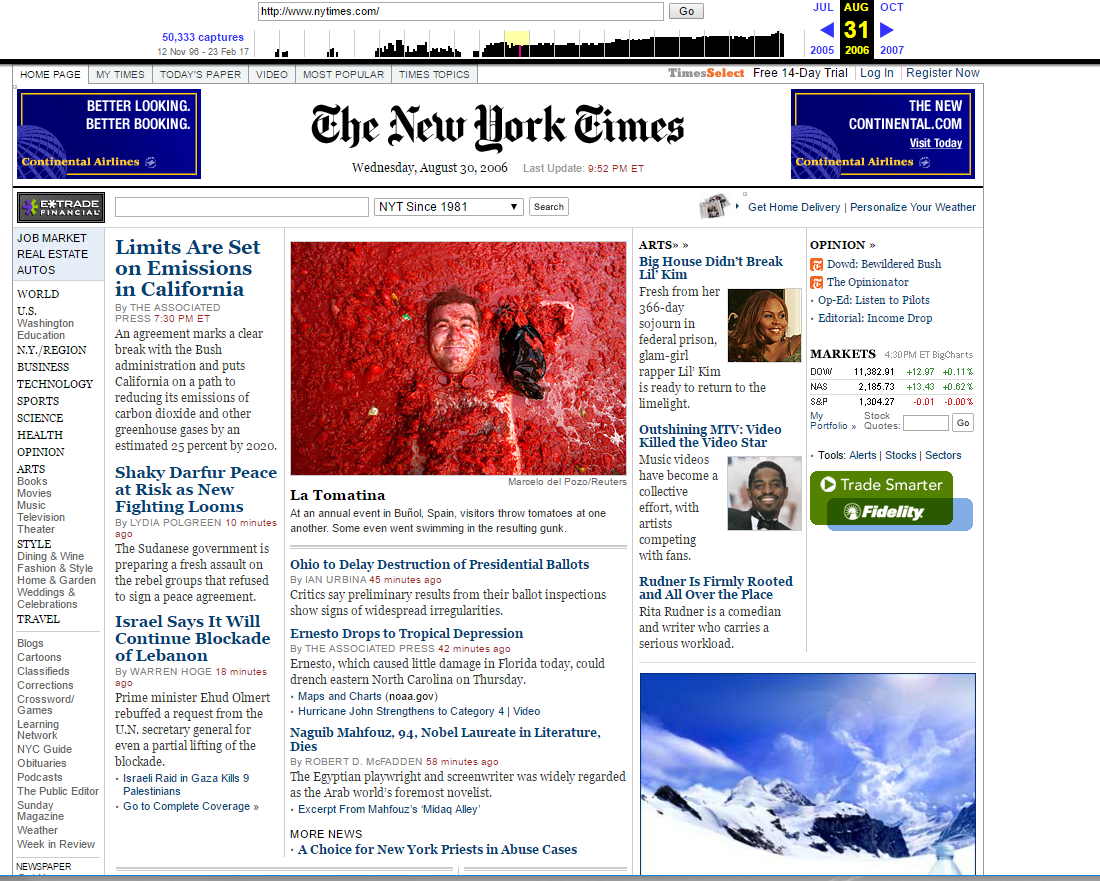 http://www.nytimes.com/
Go
JUL AUG OCT
50,333 captures
31
12 Nov 96 - 23 Feb 17
2005 2006 2007
HOME PAGE MY TIMES TODAY'S PAPER VIDEO MOST POPULAR TIMES TOPICS
TimesSelect Free 14-Day Trial Log In Register Now
BETTER LOOKING.
BETTER BOOKING.
Continental Airlines
The New York Times
Wednesday, August 30, 2006 Last Update: 9:52 PM ET
THE NEW
CONTINENTAL.COM
Visit Today
Continental Airlines
E*TRADE
FINANCIAL
NYT Since 1981
Search
Get Home Delivery | Personalize Your Weather
JOB MARKET
REAL ESTATE
AUTOS
WORLD
U.S.
Washington
Education
N.Y./REGION
BUSINESS
TECHNOLOGY
SPORTS
SCIENCE
HEALTH
OPINION
ARTS
Books
Movies
Music
Television
Theater
STYLE
Dining & Wine
Fashion & Style
Home & Garden
Weddings &
Celebrations
TRAVEL
Blogs
Cartoons
Classifieds
Corrections
Crossword/
Games
Learning
Network
NYC Guide
Obituaries
Podcasts
The Public Editor
Sunday
Magazine
Weather
Week in Review
NEWSPAPER
Limits Are Set
on Emissions
in California
By THE ASSOCIATED
PRESS 7:30 PM ET
An agreement marks a clear
break with the Bush
administration and puts
California on a path to
reducing its emissions of
carbon dioxide and other
greenhouse gases by an
estimated 25 percent by 2020.
Shaky Darfur Peace
at Risk as New
Fighting Looms
By LYDIA POLGREEN 10 minutes
ago
The Sudanese government is
preparing a fresh assault on
the rebel groups that refused
to sign a peace agreement.
Israel Says It Will
Continue Blockade
of Lebanon
By WARREN HOGE 18 minutes
ago
Prime minister Ehud Olmert
rebuffed a request from the
U.N. secretary general for
even a partial lifting of the
blockade.
· Israeli Raid in Gaza Kills 9
Palestinians
· Go to Complete Coverage »
Marcelo del Pozo/Reuters
La Tomatina
At an annual event in Buñol, Spain, visitors throw tomatoes at one
another. Some even went swimming in the resulting gunk.
Ohio to Delay Destruction of Presidential Ballots
By IAN URBINA 45 minutes ago
Critics say preliminary results from their ballot inspections
show signs of widespread irregularities.
Ernesto Drops to Tropical Depression
By THE ASSOCIATED PRESS 42 minutes ago
Ernesto, which caused little damage in Florida today, could
drench eastern North Carolina on Thursday.
· Maps and Charts (noaa.gov)
· Hurricane John Strengthens to Category 4 | Video
Naguib Mahfouz, 94, Nobel Laureate in Literature,
Dies
By ROBERT D. McFADDEN 58 minutes ago
The Egyptian playwright and screenwriter was widely regarded
as the Arab world's foremost novelist.
· Excerpt From Mahfouz's 'Midaq Alley'
MORE NEWS
· A Choice for New York Priests in Abuse Cases
ARTS» »
Big House Didn't Break
Lil' Kim
Fresh from her
366-day
sojourn in
federal prison,
glam-girl
rapper Lil' Kim
is ready to return to the
limelight.
Outshining MTV: Video
Killed the Video Star
Music videos
have become a
collective
effort, with
artists
competing
with fans.
Rudner Is Firmly Rooted
and All Over the Place
Rita Rudner is a comedian
and writer who carries a
serious workload.
OPINION »
Dowd: Bewildered Bush
The Opinionator
· Op-Ed: Listen to Pilots
· Editorial: Income Drop
MARKETS 4:30PM ET BigCharts
DOW 11,382.91 +12.97 +0.11%
NAS 2,185.73 +13.43 +0.62%
S&P 1,304.27 -0.01 -0.00%
My
Portfolio »
Stock
Quotes:
Go
· Tools: Alerts | Stocks | Sectors
Trade Smarter
Fidelity